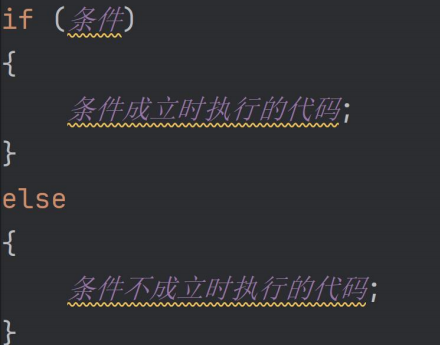 if (条件)
{
    条件成立时执行的代码;
}
else
{
    条件不成立时执行的代码;
}